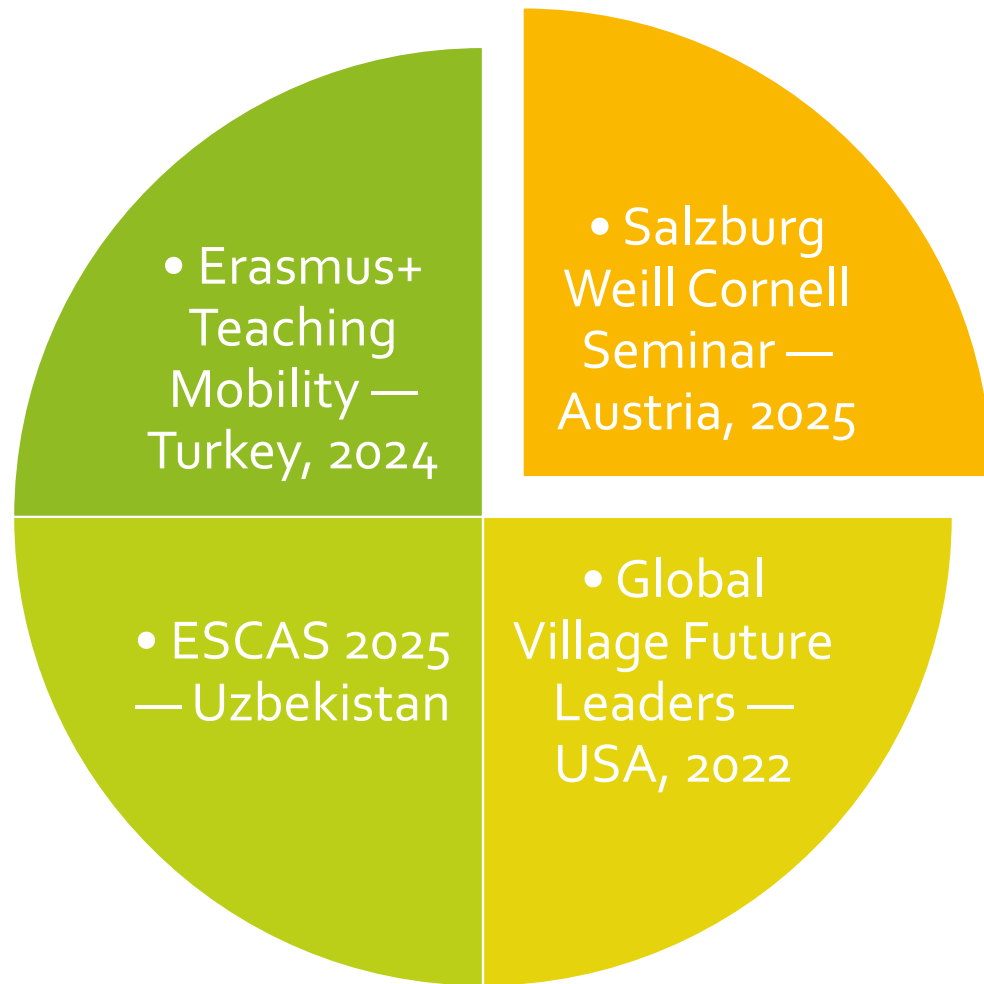 • Erasmus+
Teaching
Mobility —
Turkey, 2024
• Salzburg
Weill Cornell
Seminar —
Austria, 2025
• ESCAS 2025
— Uzbekistan
• Global
Village Future
Leaders —
USA, 2022